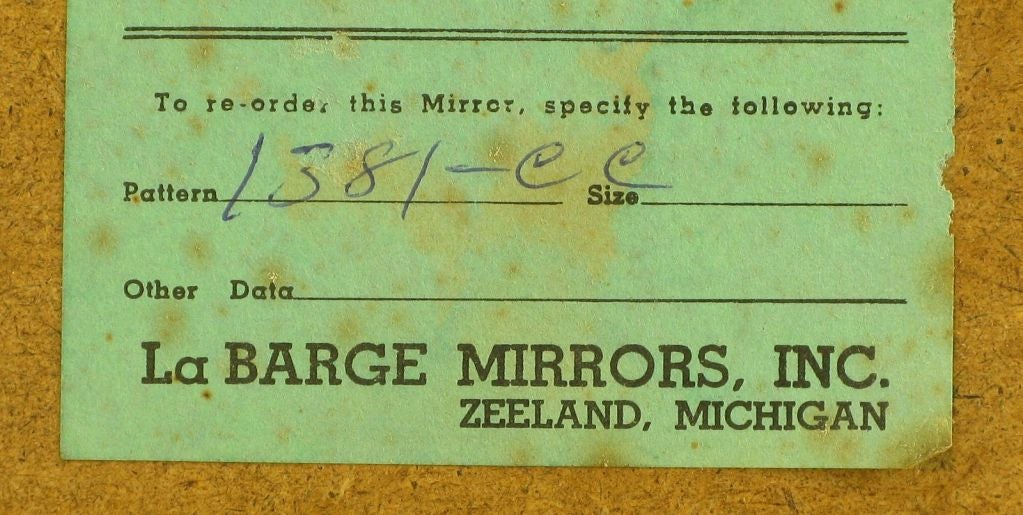 To re-order this Mirror, specify the following:
Pattern 1381-CC Size
Other Data
La BARGE MIRRORS, INC.
ZEELAND, MICHIGAN